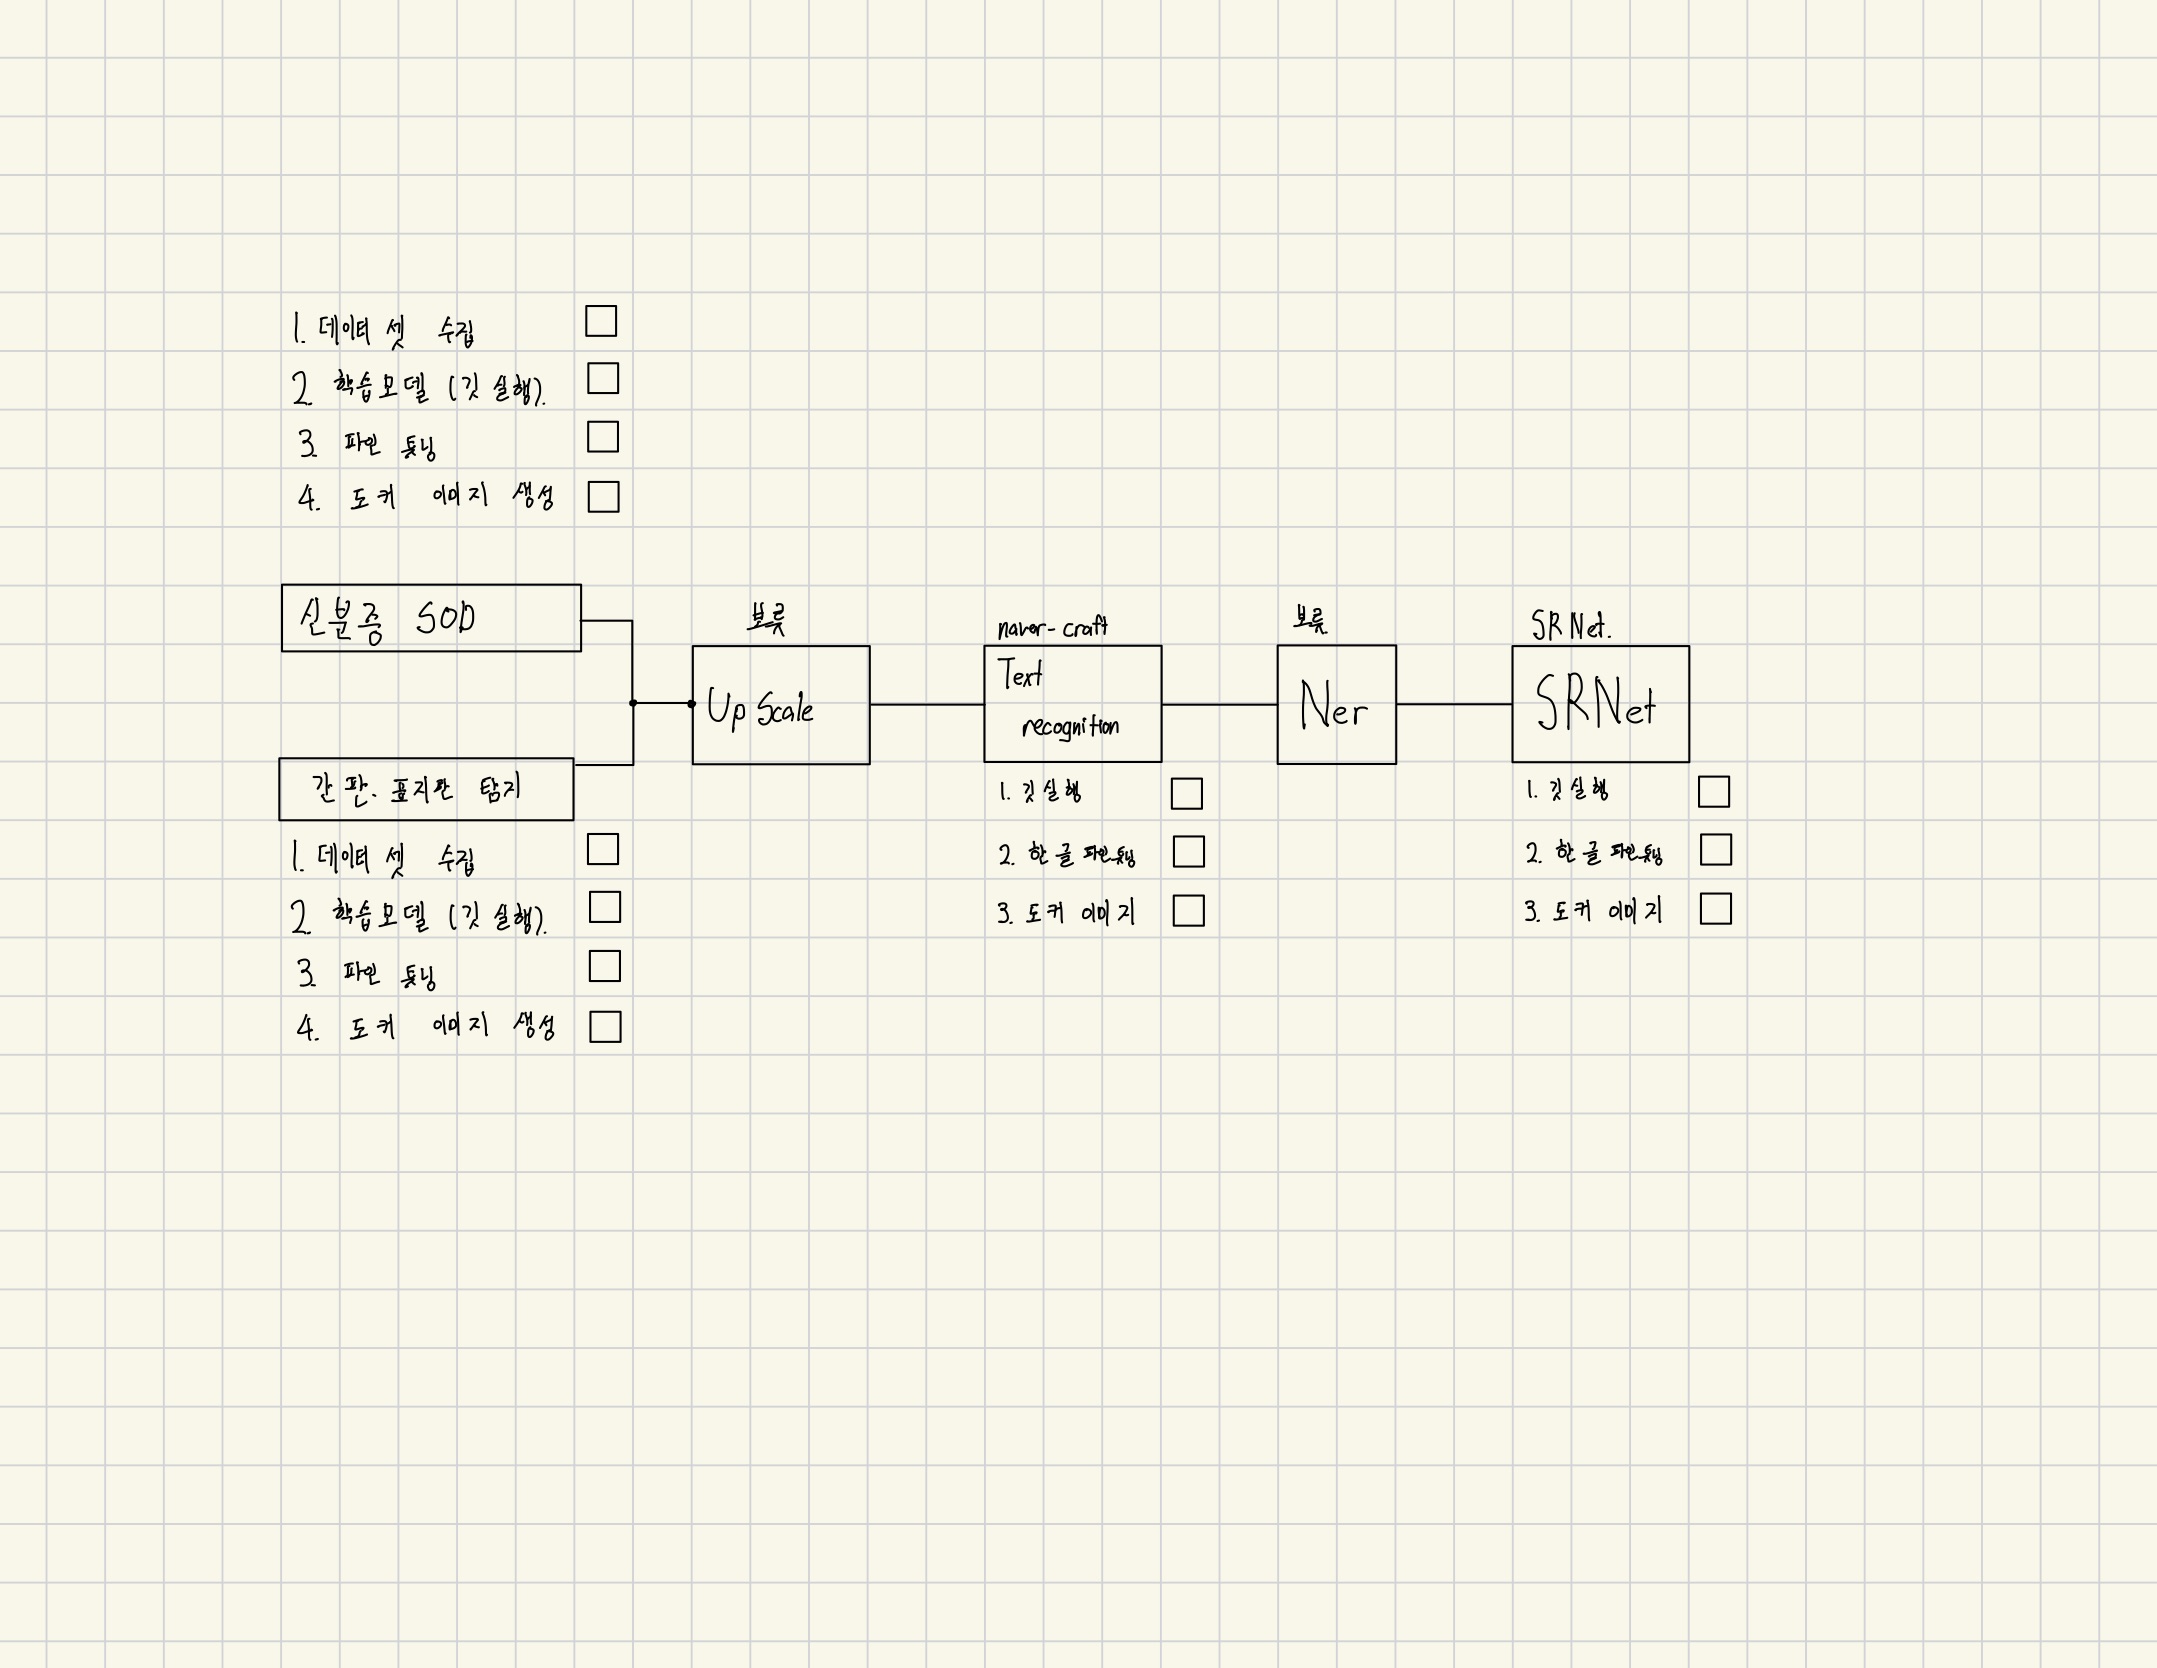 1. 데이터 셋 수집
2. 학습모델 (깃 실행).
3. 파인 튜닝
4. 도커 이미지 생성
신분증 SOD
간판. 표지판 탐지
1. 데이터 셋 수집
2. 학습모델 (깃 실행).
3. 파인 튜닝
4. 도커 이미지 생성
보류
Up Scale
naver-craft
Text
recognition
1. 깃 실행
2. 한글 파인튜닝
3. 도커 이미지
보류
Ner
SRNet.
SRNet
1. 깃 실행
2. 한글 파인튜닝
3. 도커 이미지